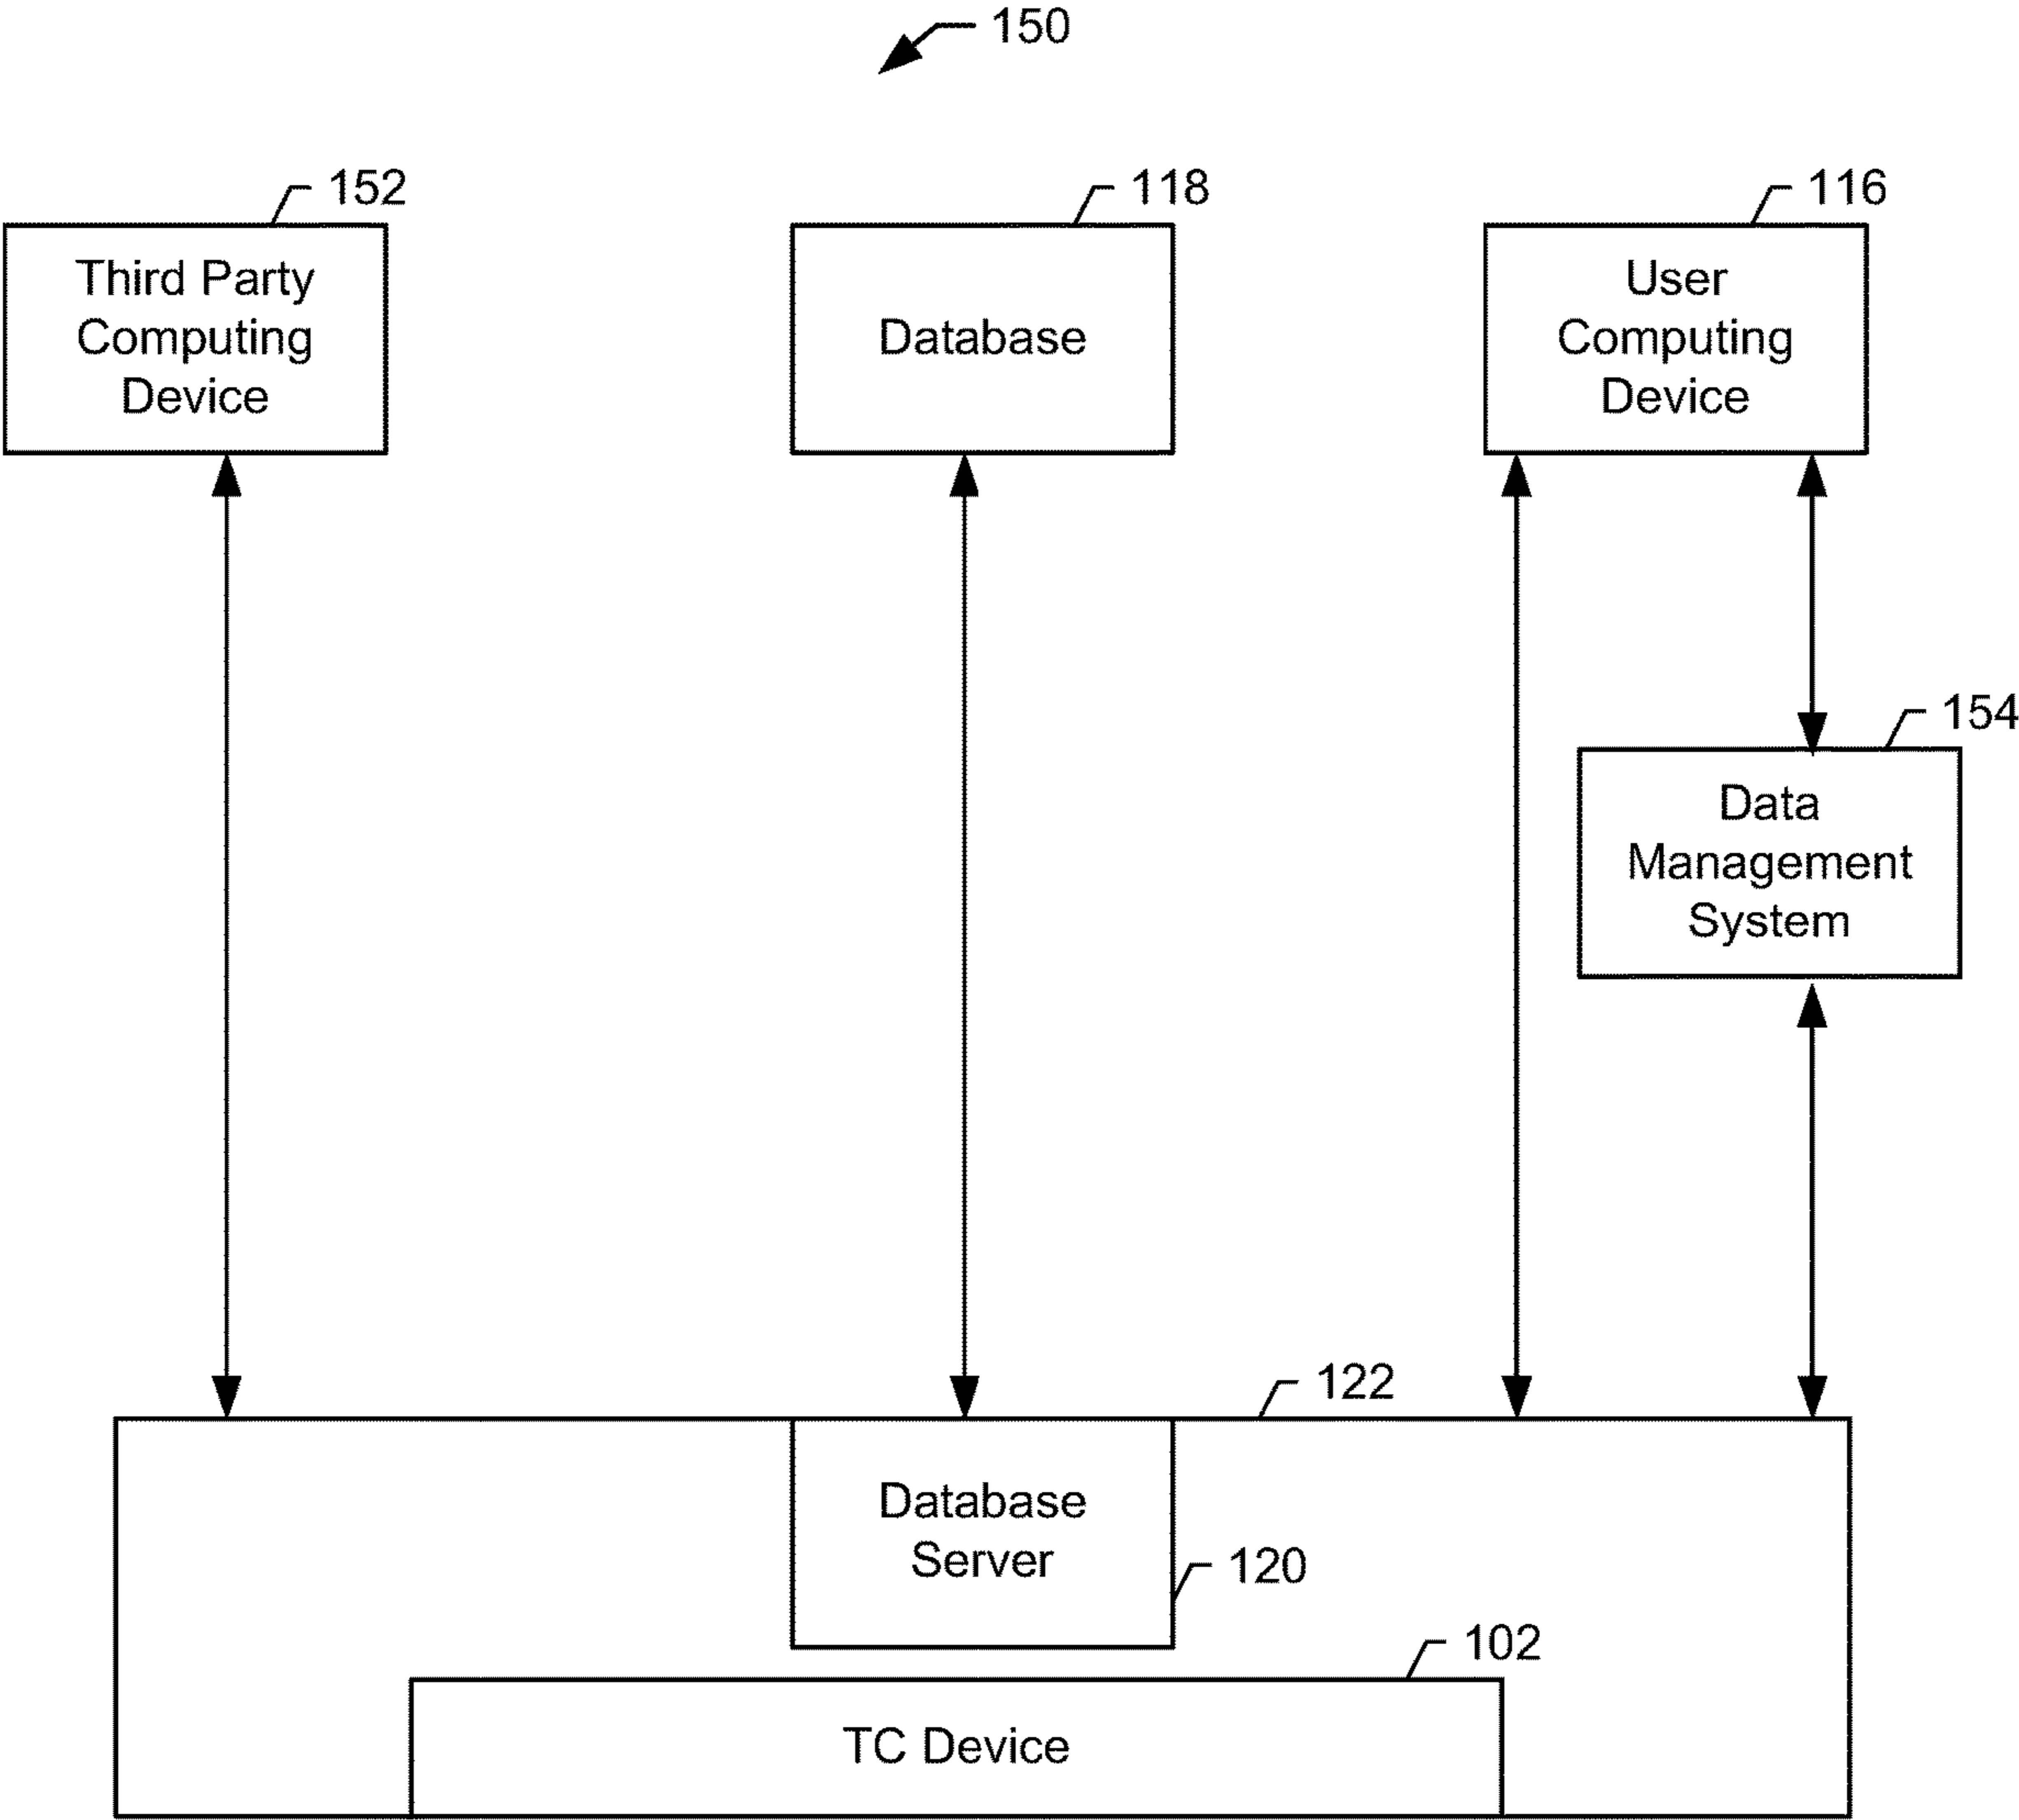 150
152
118
116
Third Party
Computing
Device
Database
User
Computing
Device
154
Data
Management
System
122
Database
Server
120
102
TC Device